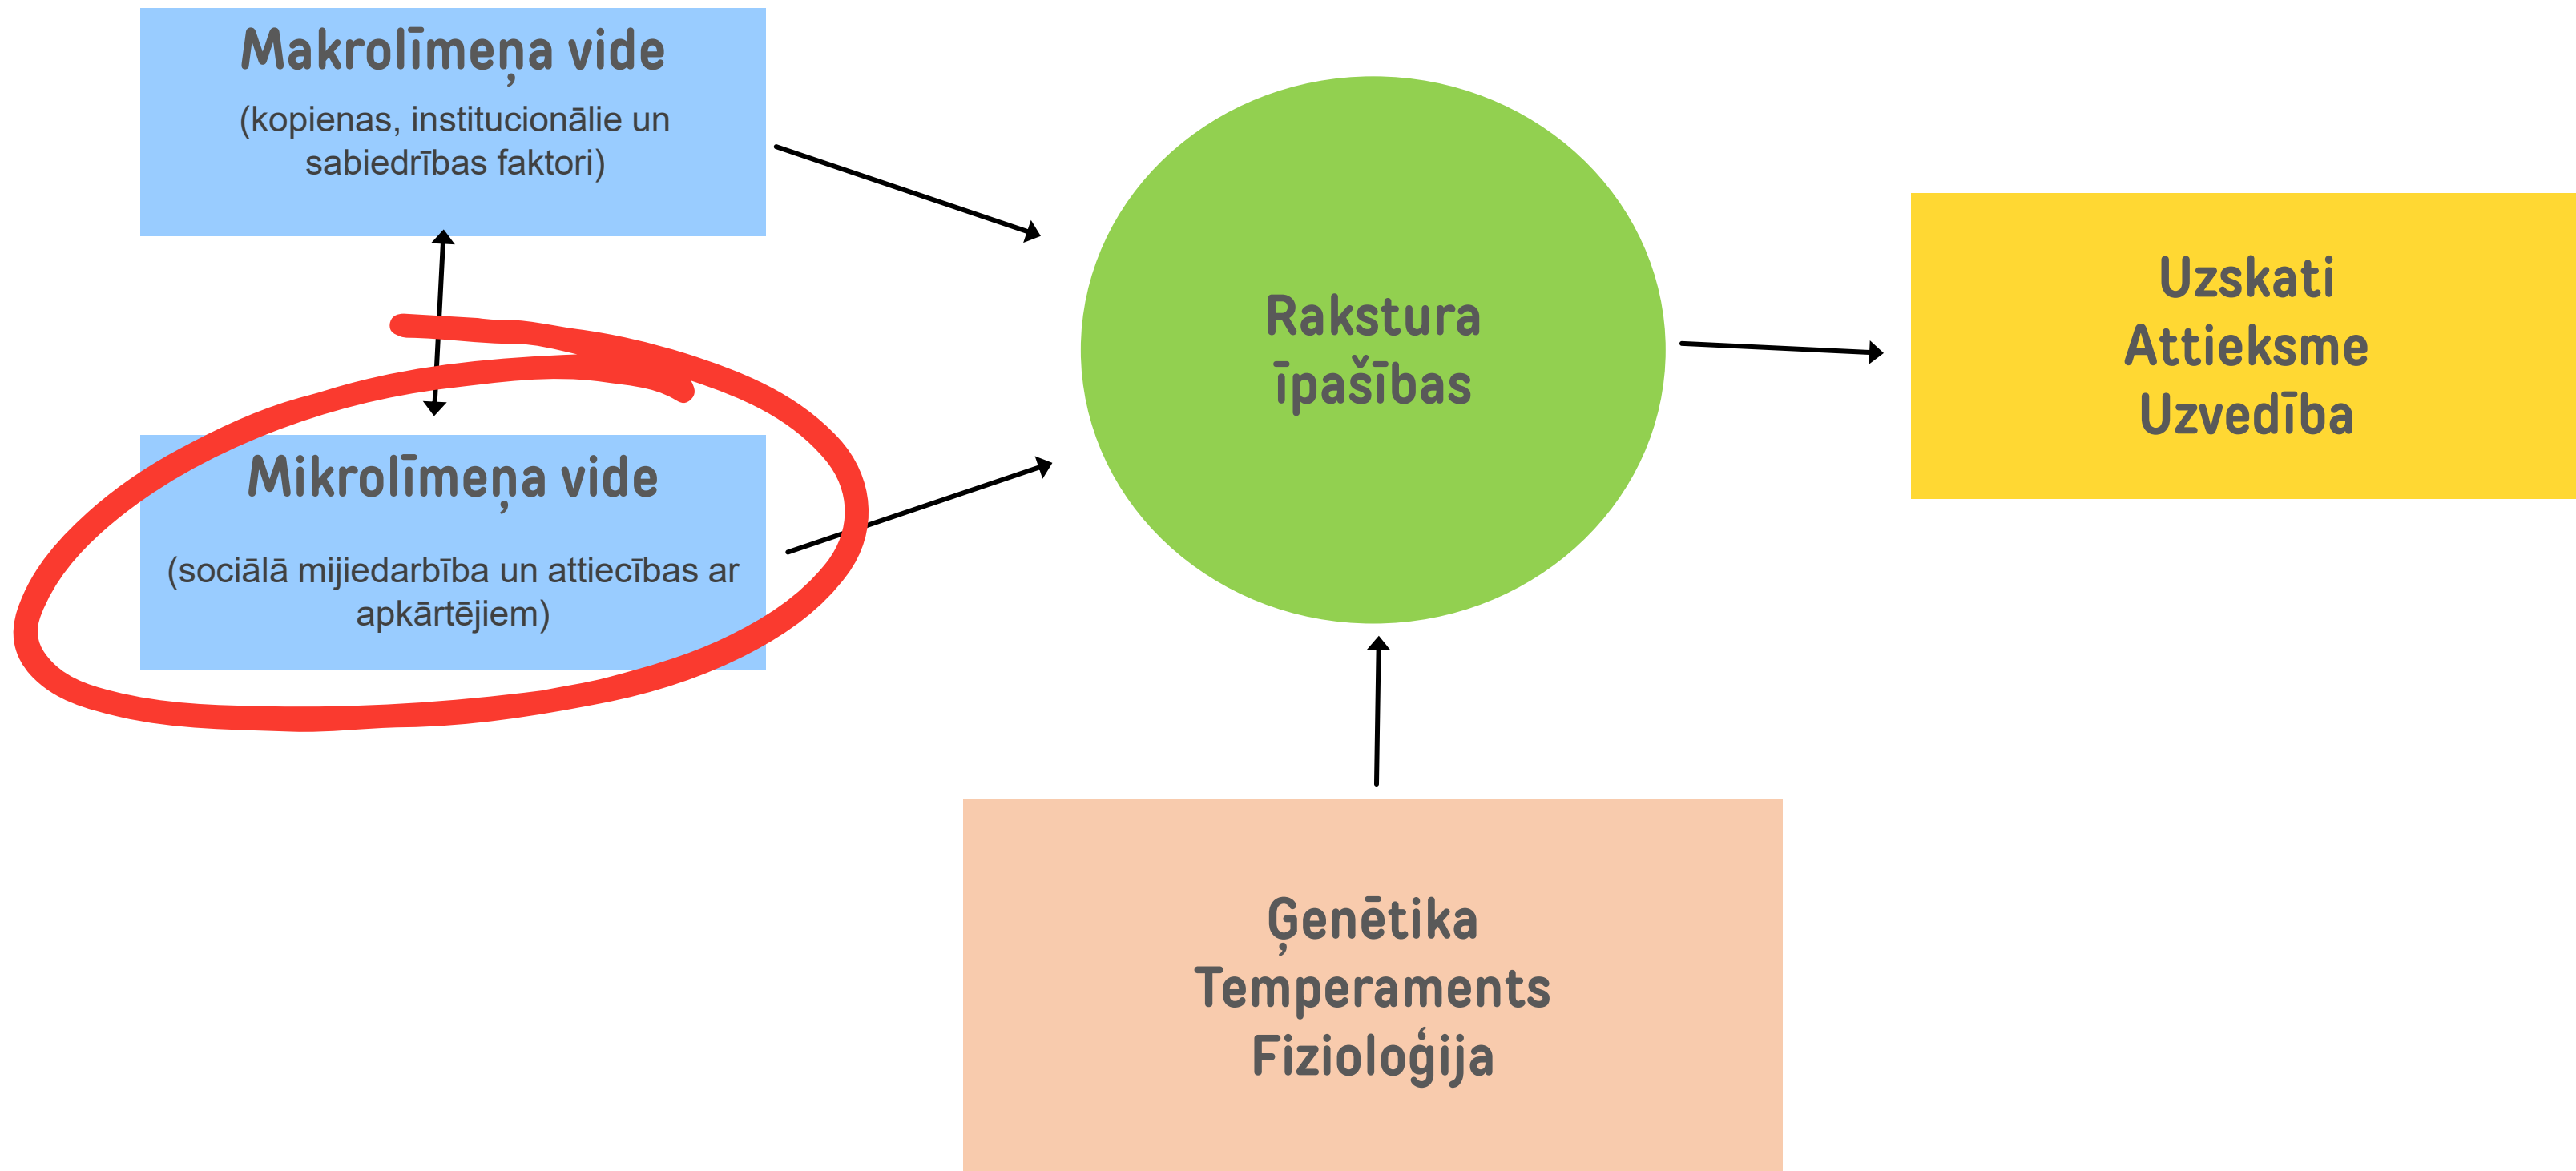 Makrolīmeņa vide
(kopienas, institucionālie un
sabiedrības faktori)
Mikrolīmeņa vide
(sociālā mijiedarbība un attiecības ar
apkārtējiem)
Rakstura
īpašības
Uzskati
Attieksme
Uzvedība
Ģenētika
Temperaments
Fizioloģija